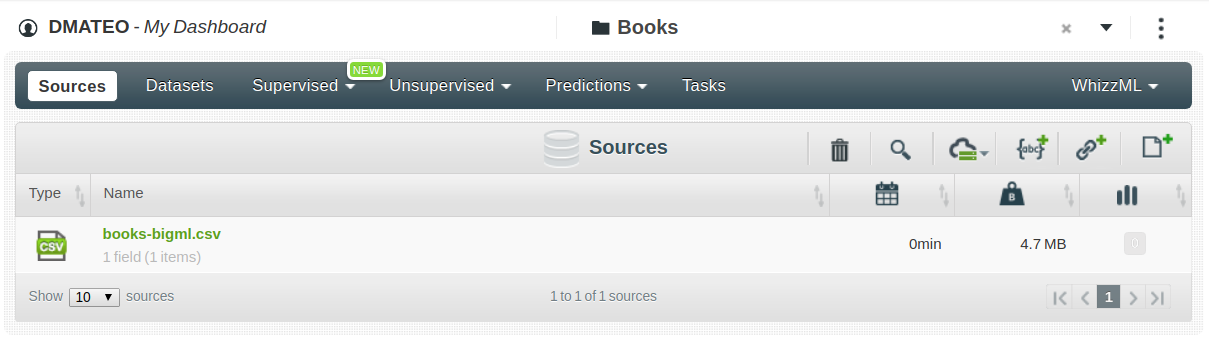 DMATEO - My Dashboard
Books
Sources
Datasets
Supervised
NEW
Unsupervised
Predictions
Tasks
WhizzML
Sources
{abc}
Type
Name
B
CSV
books-bigml.csv
1 field (1 items)
0min
4.7 MB
0
Show 10 sources
1 to 1 of 1 sources
1